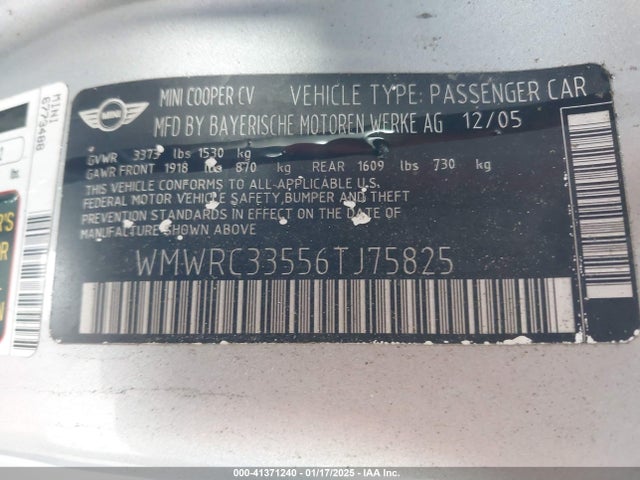 MINI COOPER CV VEHICLE TYPE: PASSENGER CAR
MINI
MFD BY BAYERISCHE MOTOREN WERKE AG 12/05
GVWR 3373 lbs 1530 kg
GAWR FRONT 1918 lbs 870 kg REAR 1609 lbs 730 kg
THIS VEHICLE CONFORMS TO ALL APPLICABLE U.S.
FEDERAL MOTOR VEHICLE SAFETY, BUMPER AND THEFT
PREVENTION STANDARDS IN EFFECT ON THE DATE OF
MANUFACTURE SHOWN ABOVE
WMWRC33556TJ75825
MINI
6793498
000-41371240 - 01/17/2025 - IAA Inc.